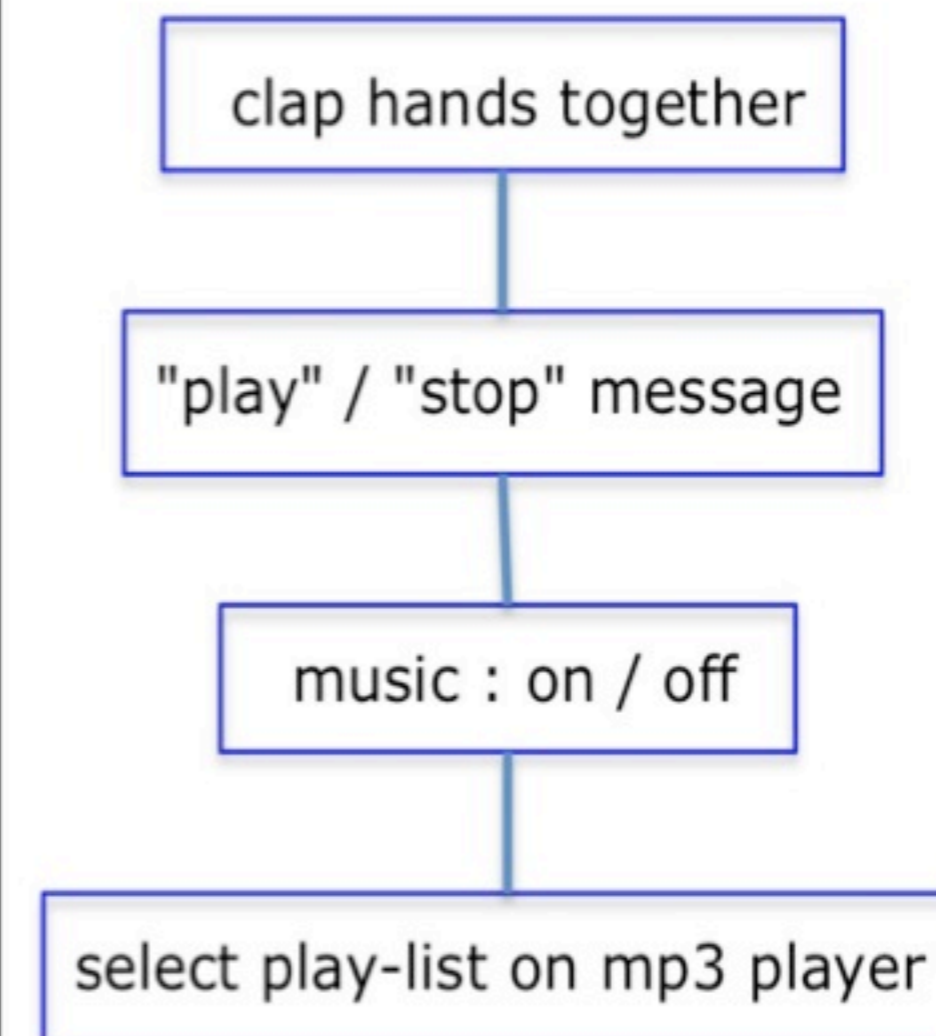 clap hands together
"play" / "stop" message
music : on / off
select play-list on mp3 player